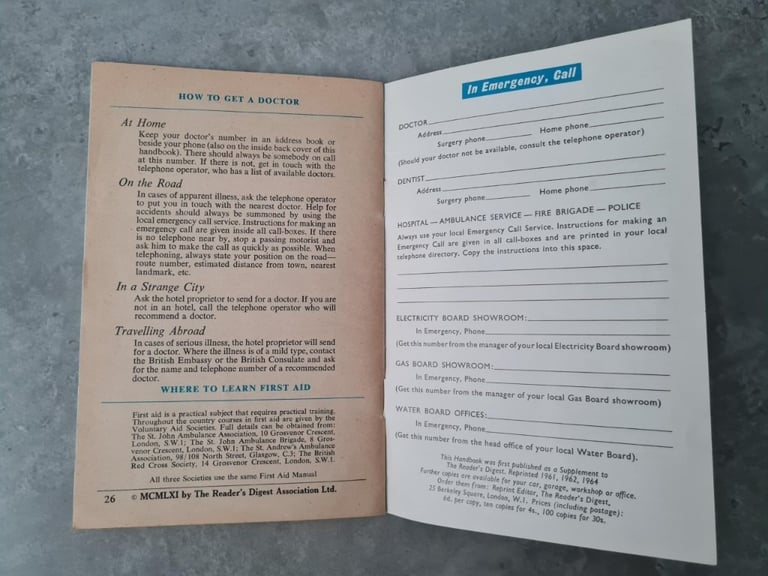 HOW TO GET A DOCTOR
At Home
Keep your doctor's number in an address book or
beside your phone (also on the inside back cover of this
handbook). There should always be somebody on call
at this number. If there is not, get in touch with the
telephone operator, who has a list of available doctors.
On the Road
In cases of apparent illness, ask the telephone operator
to put you in touch with the nearest doctor. Help for
accidents should always be summoned by using the
local emergency call service. Instructions for making an
emergency call are given inside all call-boxes. If there
is no telephone near by, stop a passing motorist and
ask him to make the call as quickly as possible. When
telephoning, always state your position on the road—
route number, estimated distance from town, nearest
landmark, etc.
In a Strange City
Ask the hotel proprietor to send for a doctor. If you are
not in an hotel, call the telephone operator who will
recommend a doctor.
Travelling Abroad
In cases of serious illness, the hotel proprietor will send
for a doctor. Where the illness is of a mild type, contact
the British Embassy or the British Consulate and ask
for the name and telephone number of a recommended
doctor.
WHERE TO LEARN FIRST AID
First aid is a practical subject that requires practical training.
Throughout the country courses in first aid are given by the
Voluntary Aid Societies. Full details can be obtained from:
The St. John Ambulance Association, 10 Grosvenor Crescent,
London, S.W.1; The St. John Ambulance Brigade, 8 Gros-
venor Crescent, London, S.W.1; The St. Andrew's Ambulance
Association, 98/108 North Street, Glasgow, C.3; The British
Red Cross Society, 14 Grosvenor Crescent, London, S.W.1.
All three Societies use the same First Aid Manual
26 © MCMLXI by The Reader's Digest Association Ltd.
In Emergency, Call
DOCTOR
Address
Surgery phone Home phone
(Should your doctor not be available, consult the telephone operator)
DENTIST
Address
Surgery phone Home phone
HOSPITAL — AMBULANCE SERVICE — FIRE BRIGADE — POLICE
Always use your local Emergency Call Service. Instructions for making an
Emergency Call are given in all call-boxes and are printed in your local
telephone directory. Copy the instructions into this space.
ELECTRICITY BOARD SHOWROOM:
In Emergency, Phone
(Get this number from the manager of your local Electricity Board showroom)
GAS BOARD SHOWROOM:
In Emergency, Phone
(Get this number from the manager of your local Gas Board showroom)
WATER BOARD OFFICES:
In Emergency, Phone
(Get this number from the head office of your local Water Board).
This Handbook was first published as a Supplement to
The Reader's Digest. Reprinted 1961, 1962, 1964
Further copies are available for your car, garage, workshop or office.
Order them from: Reprint Editor, The Reader's Digest,
25 Berkeley Square, London, W.1. Prices (including postage):
6d. per copy, ten copies for 4s., 100 copies for 30s.